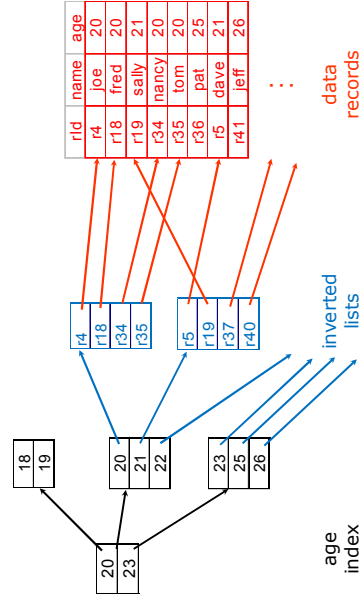 20
23
18
19
20
21
22
23
25
26
r4
r18
r34
r35
r5
r19
r37
r40
rId name age
r4 joe 20
r18 fred 20
r19 sally 21
r34 nancy 20
r35 tom 20
r36 pat 25
r5 dave 21
r41 jeff 26
...
age
index
inverted
lists
data
records